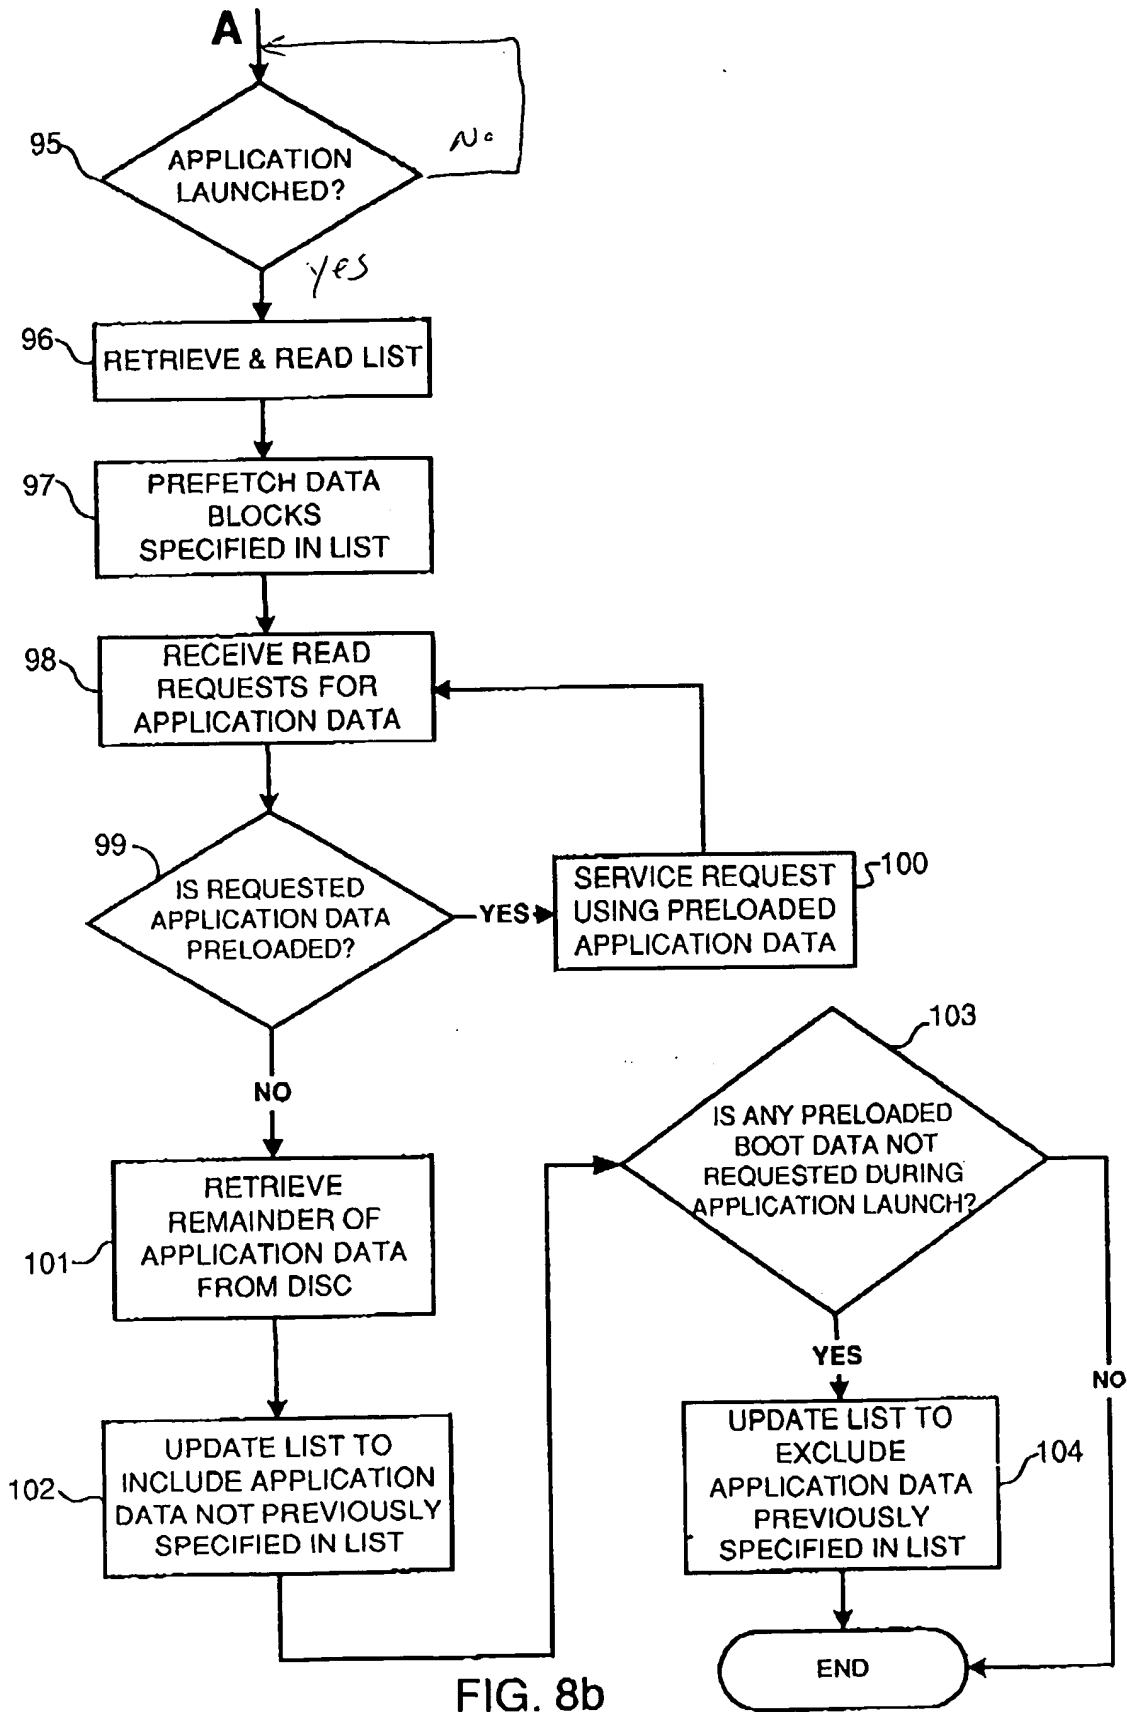 A
No
95
APPLICATION
LAUNCHED?
Yes
96
RETRIEVE & READ LIST
97
PREFETCH DATA
BLOCKS
SPECIFIED IN LIST
98
RECEIVE READ
REQUESTS FOR
APPLICATION DATA
99
IS REQUESTED
APPLICATION DATA
PRELOADED?
YES
100
SERVICE REQUEST
USING PRELOADED
APPLICATION DATA
NO
101
RETRIEVE
REMAINDER OF
APPLICATION DATA
FROM DISC
102
UPDATE LIST TO
INCLUDE APPLICATION
DATA NOT PREVIOUSLY
SPECIFIED IN LIST
103
IS ANY PRELOADED
BOOT DATA NOT
REQUESTED DURING
APPLICATION LAUNCH?
YES
NO
104
UPDATE LIST TO
EXCLUDE
APPLICATION DATA
PREVIOUSLY
SPECIFIED IN LIST
END
FIG. 8b